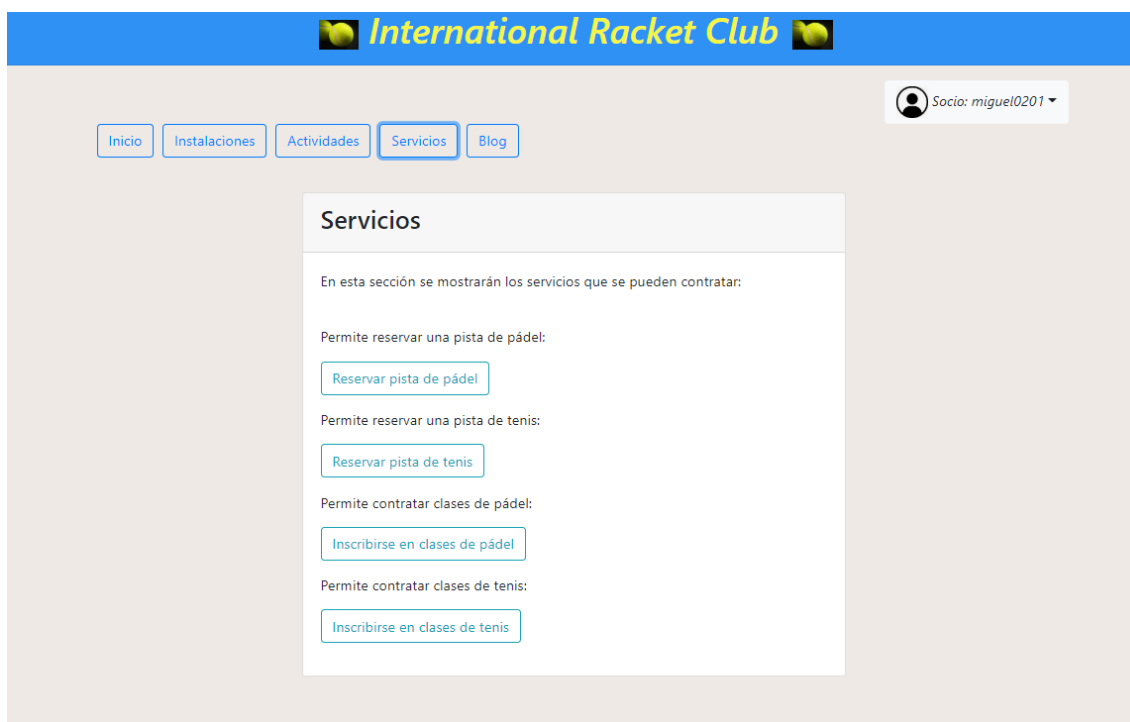 International Racket Club
Socio: miguel0201
Inicio Instalaciones Actividades Servicios Blog
Servicios
En esta sección se mostrarán los servicios que se pueden contratar:
Permite reservar una pista de pádel:
Reservar pista de pádel
Permite reservar una pista de tenis:
Reservar pista de tenis
Permite contratar clases de pádel:
Inscribirse en clases de pádel
Permite contratar clases de tenis:
Inscribirse en clases de tenis